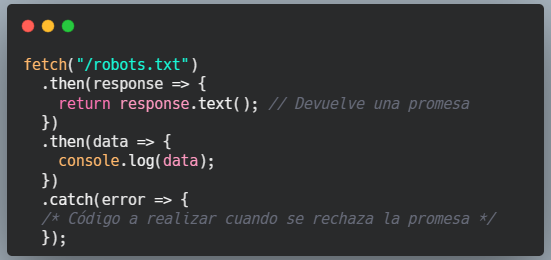 fetch("/robots.txt")
  .then(response => {
    return response.text(); // Devuelve una promesa
  })
  .then(data => {
    console.log(data);
  })
  .catch(error => {
  /* Código a realizar cuando se rechaza la promesa */
  });